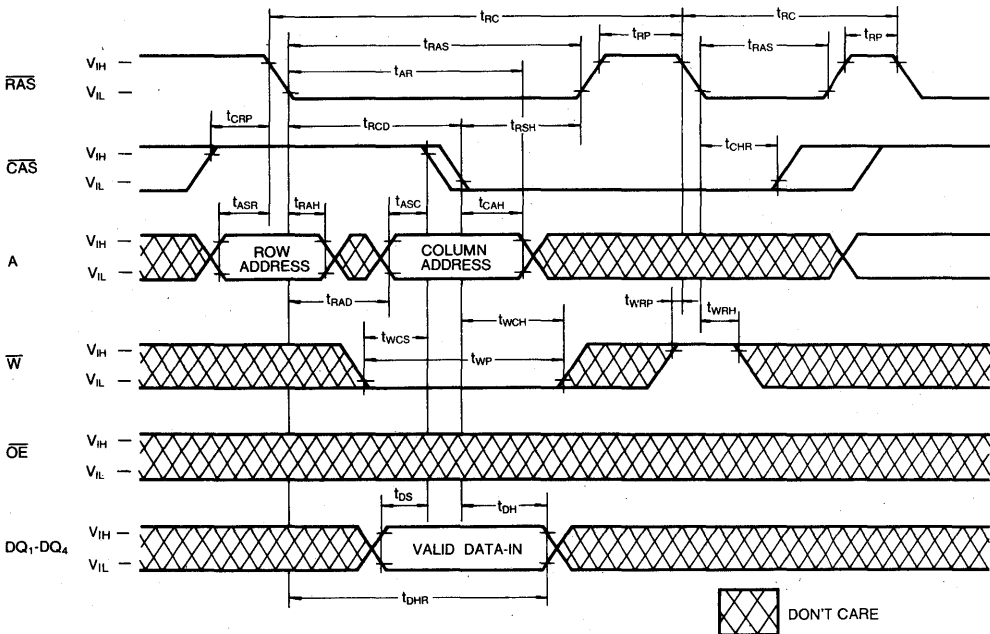 tRC tRC
tRAS tRP tRAS tRP
tAR
RAS VIH
VIL
tCRP tRCD tRSH
tCHR
CAS VIH
VIL
tASR tRAH tASC tCAH
A VIH ROW ADDRESS COLUMN ADDRESS
VIL
tRAD tWRP tWRH
tWCS tWCH
tWP
W VIH
VIL
OE VIH
VIL
tDS tDH
DQ1-DQ4 VIH
VALID DATA-IN
VIL
tDHR
DON'T CARE